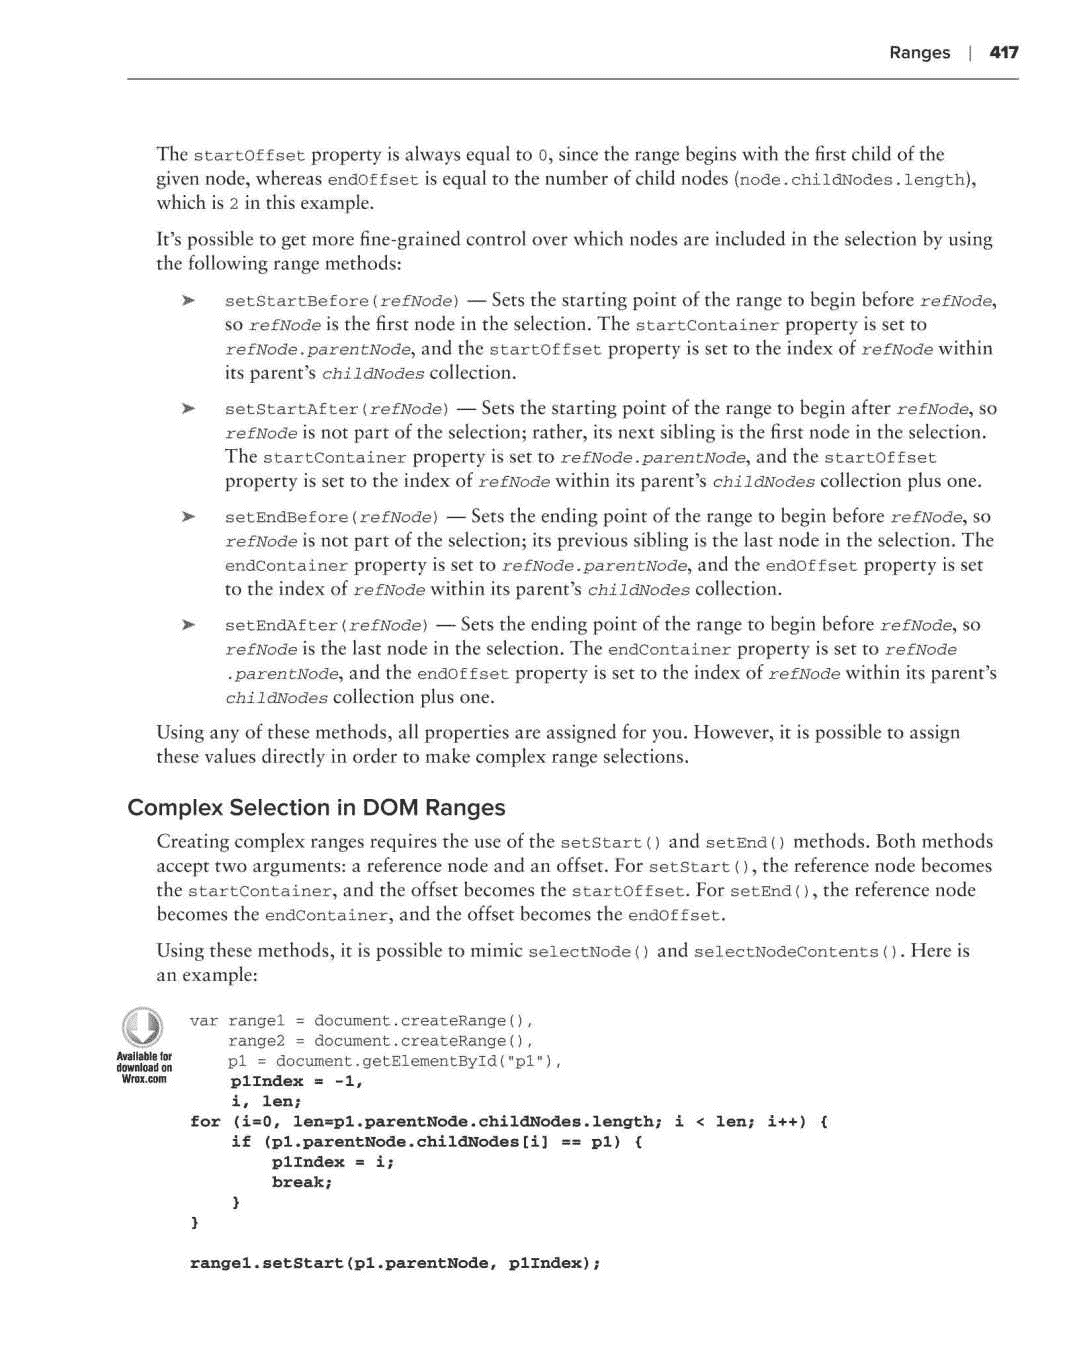 Ranges | 417
The startOffset property is always equal to 0, since the range begins with the first child of the
given node, whereas endOffset is equal to the number of child nodes (node.childNodes.length),
which is 2 in this example.
It’s possible to get more fine-grained control over which nodes are included in the selection by using
the following range methods:
➤ setStartBefore(refNode) — Sets the starting point of the range to begin before refNode,
so refNode is the first node in the selection. The startContainer property is set to
refNode.parentNode, and the startOffset property is set to the index of refNode within
its parent’s childNodes collection.
➤ setStartAfter(refNode) — Sets the starting point of the range to begin after refNode, so
refNode is not part of the selection; rather, its next sibling is the first node in the selection.
The startContainer property is set to refNode.parentNode, and the startOffset
property is set to the index of refNode within its parent’s childNodes collection plus one.
➤ setEndBefore(refNode) — Sets the ending point of the range to begin before refNode, so
refNode is not part of the selection; its previous sibling is the last node in the selection. The
endContainer property is set to refNode.parentNode, and the endOffset property is set
to the index of refNode within its parent’s childNodes collection.
➤ setEndAfter(refNode) — Sets the ending point of the range to begin before refNode, so
refNode is the last node in the selection. The endContainer property is set to refNode
.parentNode, and the endOffset property is set to the index of refNode within its parent’s
childNodes collection plus one.
Using any of these methods, all properties are assigned for you. However, it is possible to assign
these values directly in order to make complex range selections.
Complex Selection in DOM Ranges
Creating complex ranges requires the use of the setStart() and setEnd() methods. Both methods
accept two arguments: a reference node and an offset. For setStart(), the reference node becomes
the startContainer, and the offset becomes the startOffset. For setEnd(), the reference node
becomes the endContainer, and the offset becomes the endOffset.
Using these methods, it is possible to mimic selectNode() and selectNodeContents(). Here is
an example:
Available for
download on
Wrox.com
var range1 = document.createRange(),
    range2 = document.createRange(),
    p1 = document.getElementById("p1"),
    p1Index = -1,
    i, len;
for (i=0, len=p1.parentNode.childNodes.length; i < len; i++) {
    if (p1.parentNode.childNodes[i] == p1) {
        p1Index = i;
        break;
    }
}
range1.setStart(p1.parentNode, p1Index);